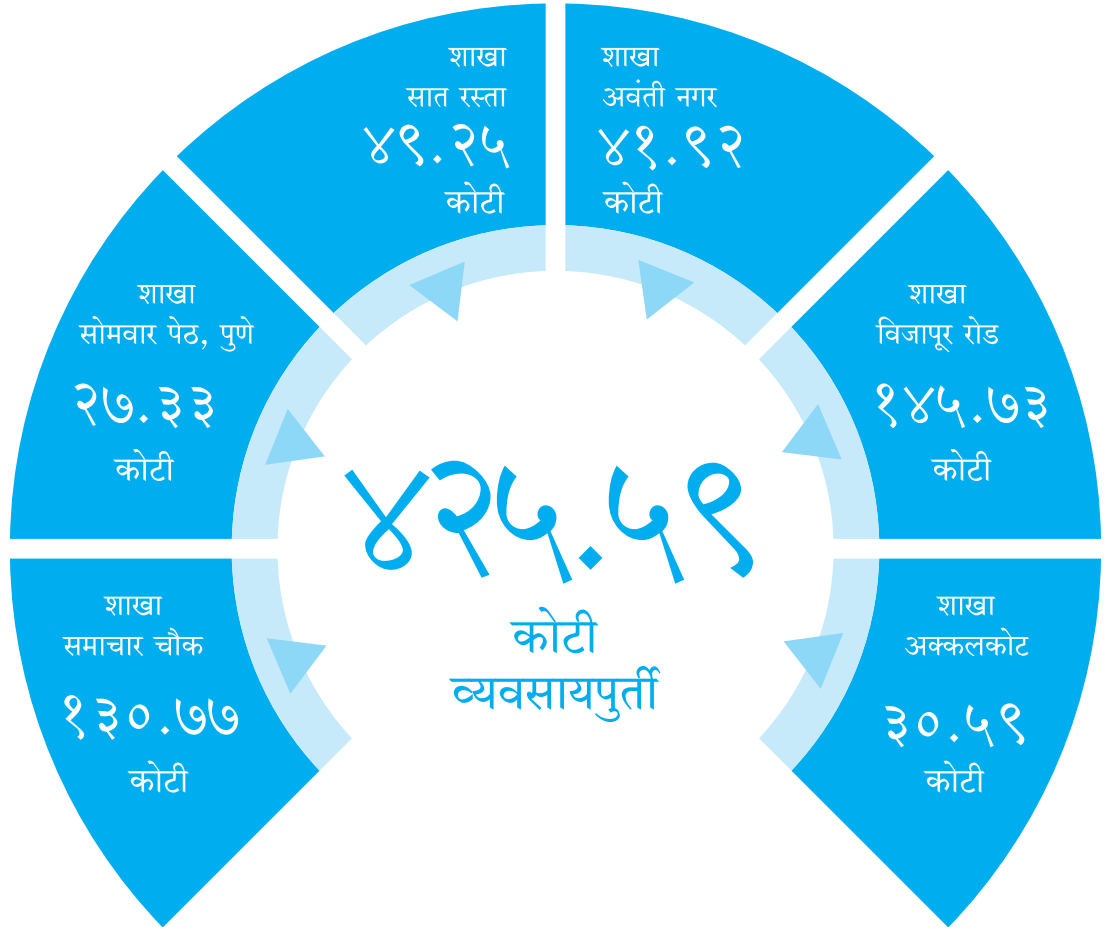 शाखा
सात रस्ता
४९.२५
कोटी
शाखा
अवंती नगर
४१.९२
कोटी
शाखा
सोमवार पेठ, पुणे
२७.३३
कोटी
शाखा
विजापूर रोड
१४५.७३
कोटी
४२५.५९
कोटी
व्यवसायपुर्ती
शाखा
समाचार चौक
१३०.७७
कोटी
शाखा
अक्कलकोट
३०.५९
कोटी